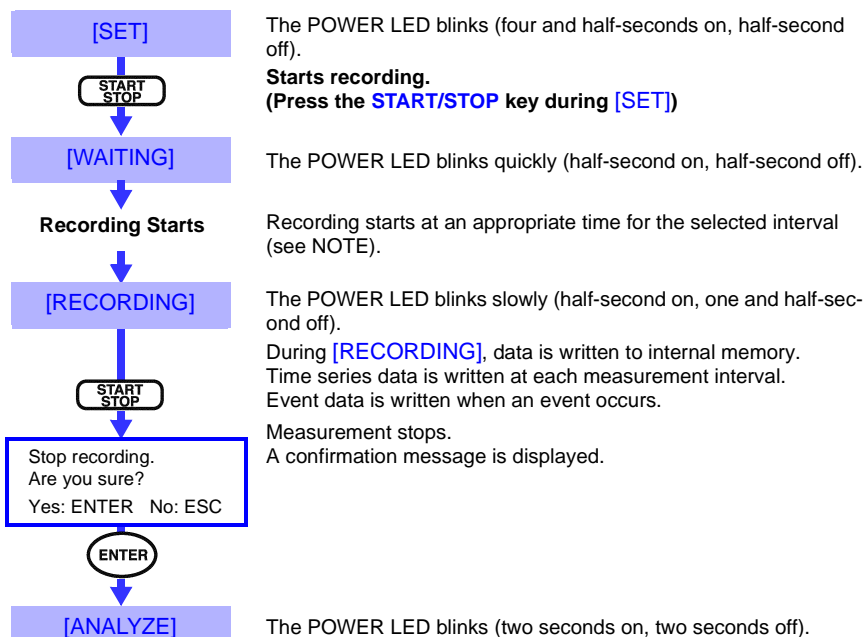 [SET]
The POWER LED blinks (four and half-seconds on, half-second
off).
START
STOP
Starts recording.
(Press the START/STOP key during [SET])
[WAITING]
The POWER LED blinks quickly (half-second on, half-second off).
Recording Starts
Recording starts at an appropriate time for the selected interval
(see NOTE).
[RECORDING]
The POWER LED blinks slowly (half-second on, one and half-sec-
ond off).
During [RECORDING], data is written to internal memory.
Time series data is written at each measurement interval.
Event data is written when an event occurs.
START
STOP
Measurement stops.
A confirmation message is displayed.
Stop recording.
Are you sure?
Yes: ENTER No: ESC
ENTER
[ANALYZE]
The POWER LED blinks (two seconds on, two seconds off).